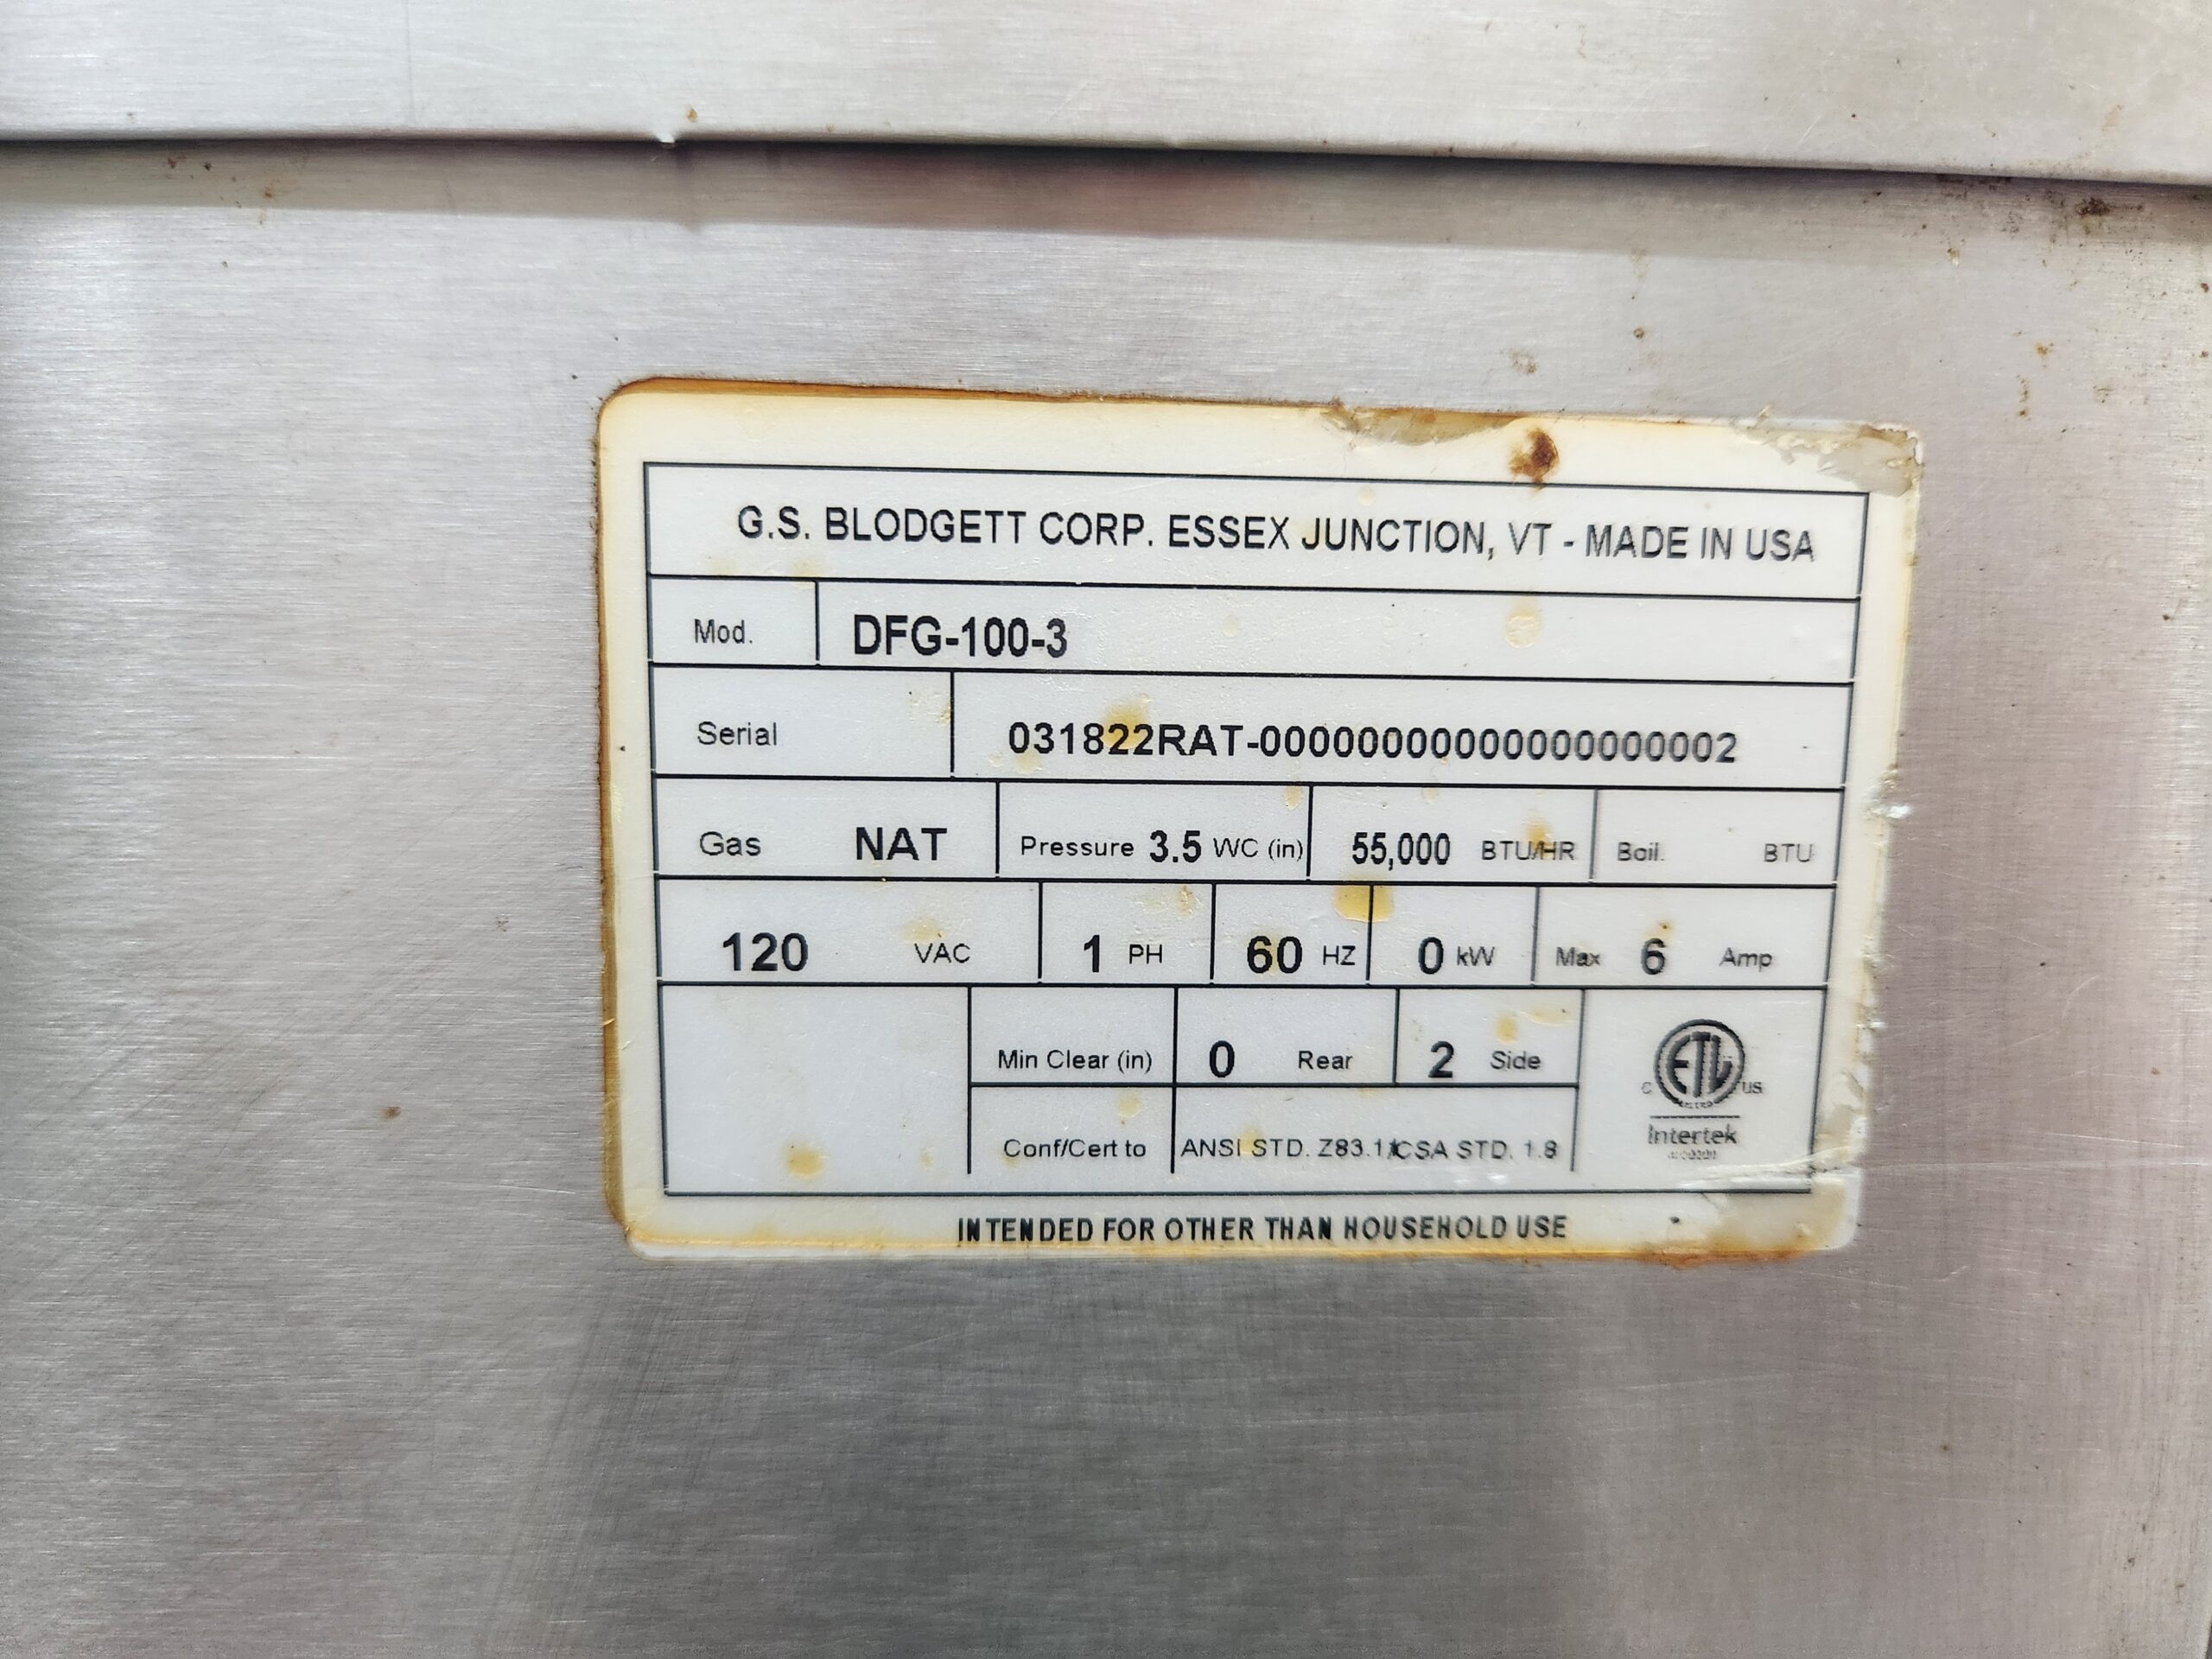 G.S. BLODGETT CORP. ESSEX JUNCTION, VT - MADE IN USA
Mod. DFG-100-3
Serial 031822RAT-00000000000000000002
Gas NAT Pressure 3.5 WC (in) 55,000 BTU/HR Boil. BTU
120 VAC 1 PH 60 HZ 0 kW Max 6 Amp
Min Clear (in) 0 Rear 2 Side
Conf/Cert to ANSI STD. Z83.11/CSA STD. 1.8
C ETL US
LISTED
Intertek
INTENDED FOR OTHER THAN HOUSEHOLD USE